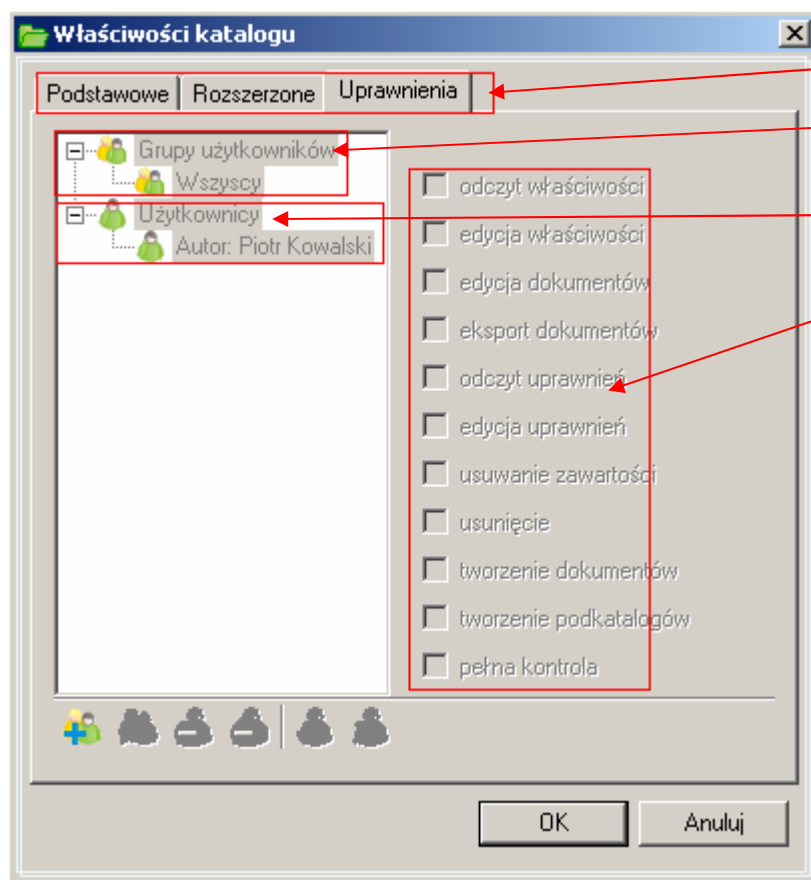 Właściwości katalogu
Podstawowe Rozszerzone Uprawnienia
Grupy użytkowników
Wszyscy
Użytkownicy
Autor: Piotr Kowalski
odczyt właściwości
edycja właściwości
edycja dokumentów
eksport dokumentów
odczyt uprawnień
edycja uprawnień
usuwanie zawartości
usunięcie
tworzenie dokumentów
tworzenie podkatalogów
pełna kontrola
OK Anuluj